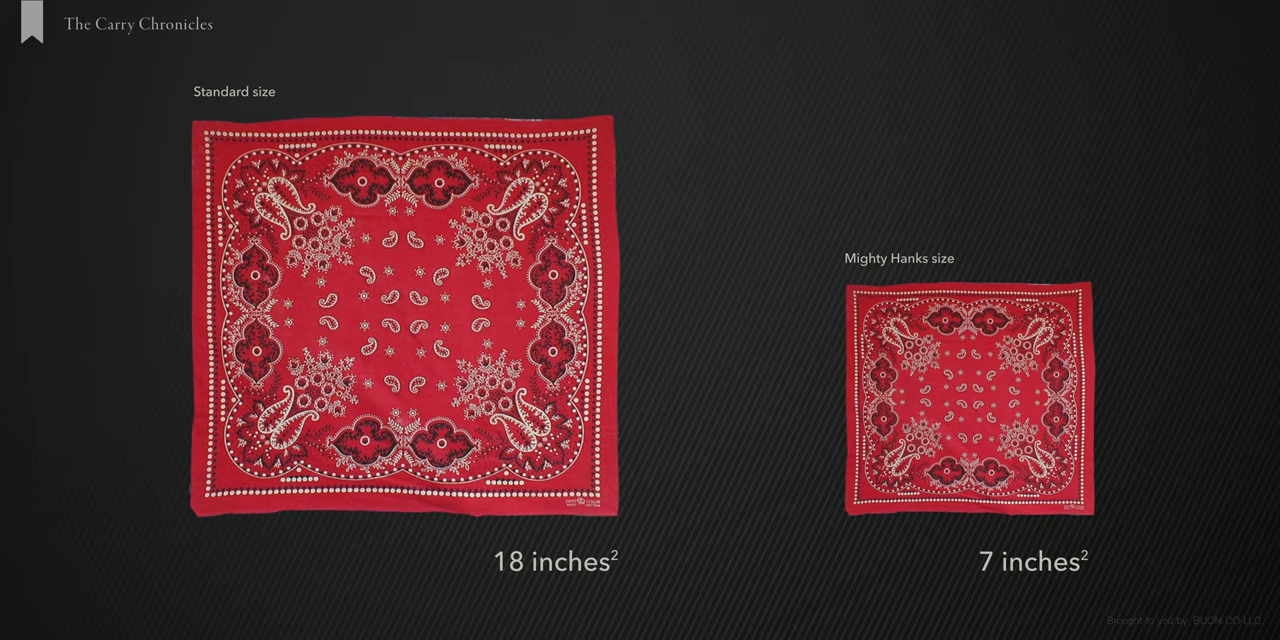 The Carry Chronicles
Standard size
Mighty Hanks size
18 inches²
7 inches²
Brought to you by: BUON CO LLC.